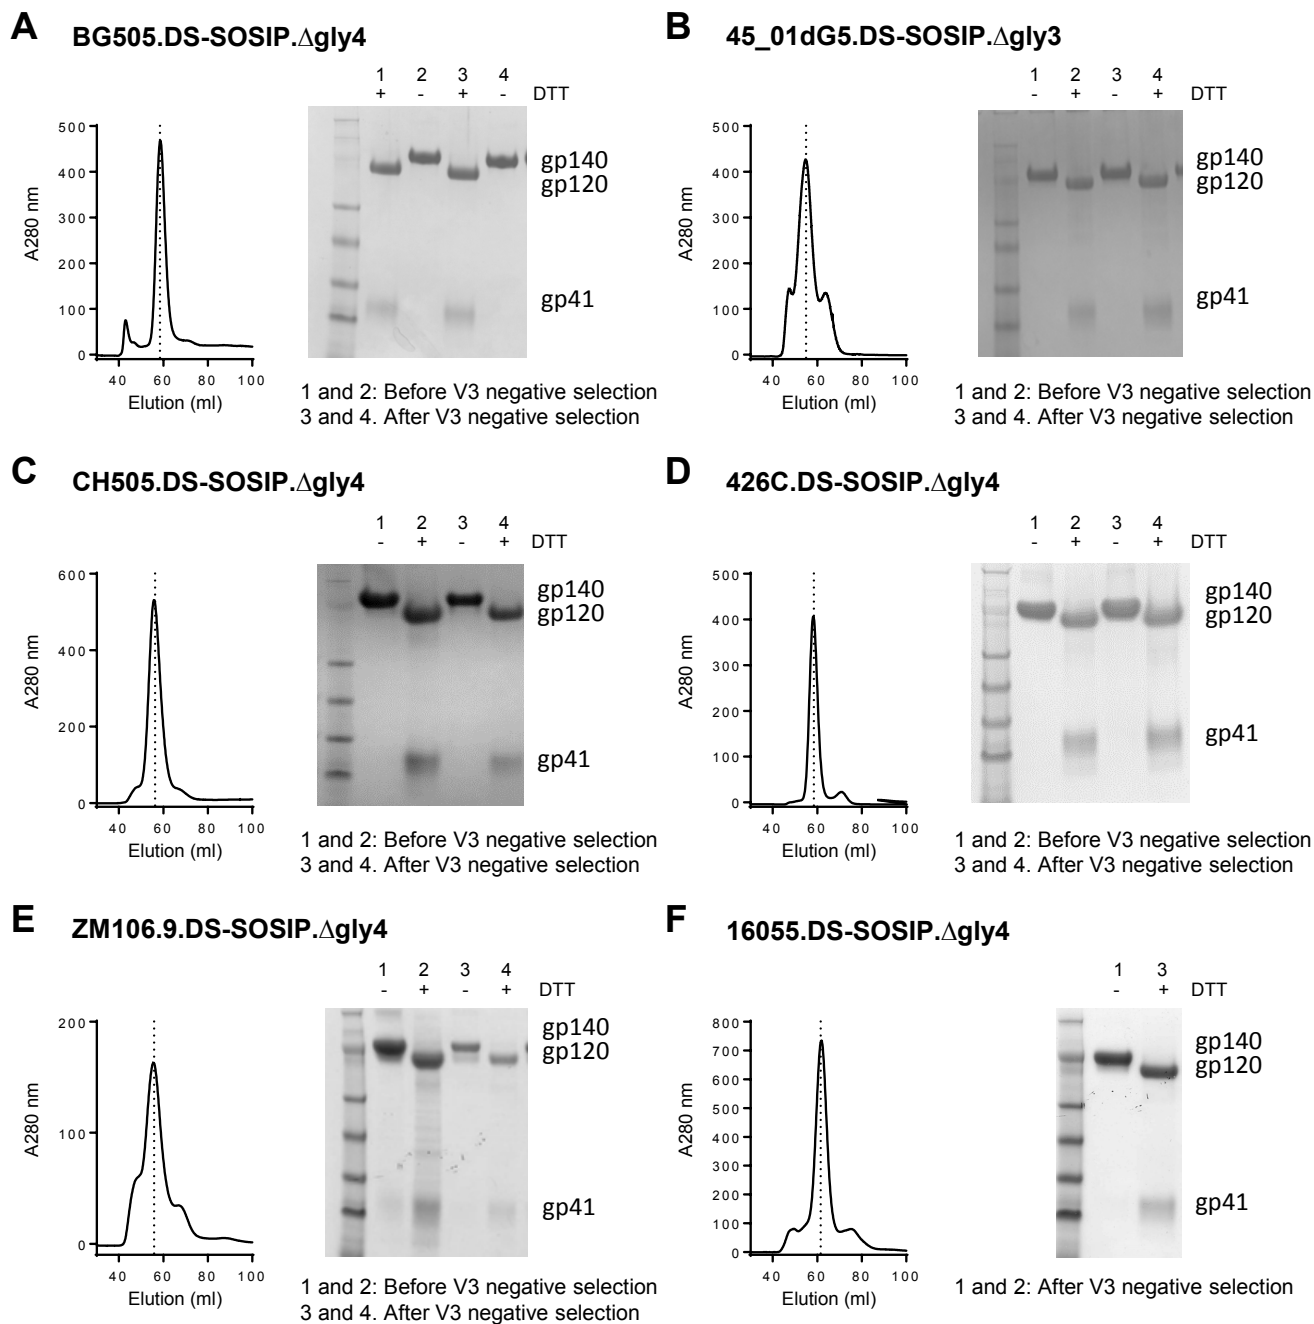 A BG505.DS-SOSIP.Δgly4
1 2 3 4
+ - + - DTT
500
400
300
200
100
0
A280 nm
40 60 80 100
Elution (ml)
gp140
gp120
gp41
1 and 2: Before V3 negative selection
3 and 4. After V3 negative selection
B 45_01dG5.DS-SOSIP.Δgly3
1 2 3 4
- + - + DTT
500
400
300
200
100
0
A280 nm
40 60 80 100
Elution (ml)
gp140
gp120
gp41
1 and 2: Before V3 negative selection
3 and 4. After V3 negative selection
C CH505.DS-SOSIP.Δgly4
1 2 3 4
- + - + DTT
600
400
200
0
A280 nm
40 60 80 100
Elution (ml)
gp140
gp120
gp41
1 and 2: Before V3 negative selection
3 and 4. After V3 negative selection
D 426C.DS-SOSIP.Δgly4
1 2 3 4
- + - + DTT
500
400
300
200
100
0
A280 nm
40 60 80 100
Elution (ml)
gp140
gp120
gp41
1 and 2: Before V3 negative selection
3 and 4. After V3 negative selection
E ZM106.9.DS-SOSIP.Δgly4
1 2 3 4
- + - + DTT
200
100
0
A280 nm
40 60 80 100
Elution (ml)
gp140
gp120
gp41
1 and 2: Before V3 negative selection
3 and 4. After V3 negative selection
F 16055.DS-SOSIP.Δgly4
1 3
- + DTT
800
700
600
500
400
300
200
100
0
A280 nm
40 60 80 100
Elution (ml)
gp140
gp120
gp41
1 and 2: After V3 negative selection